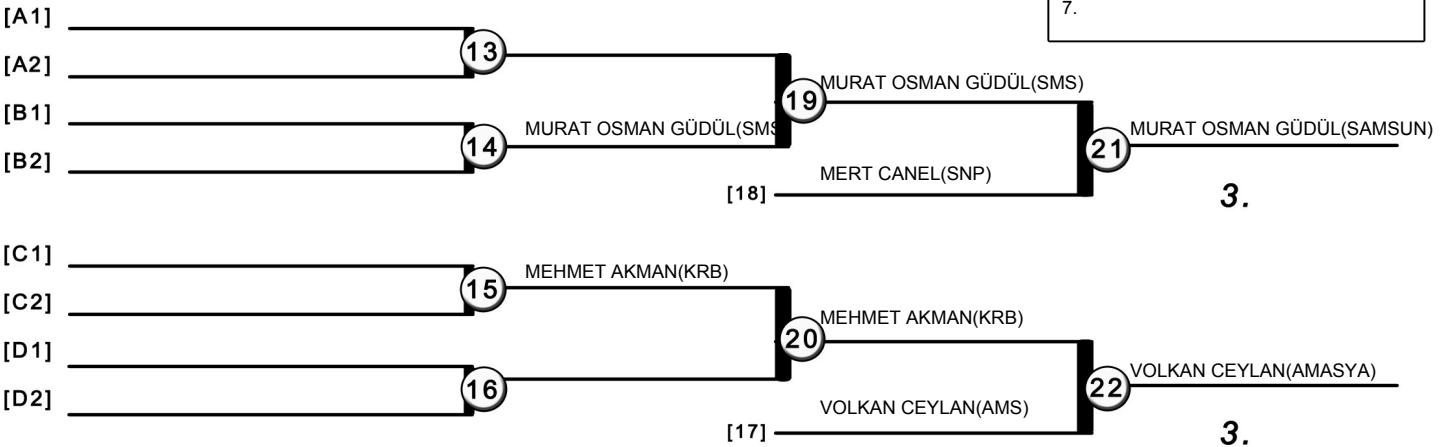 7.
[A1]
13
[A2]
MURAT OSMAN GÜDÜL(SMS)
19
[B1]
MURAT OSMAN GÜDÜL(SMS
14
MURAT OSMAN GÜDÜL(SAMSUN)
21
[B2]
MERT CANEL(SNP)
[18]
3.
[C1]
MEHMET AKMAN(KRB)
15
[C2]
MEHMET AKMAN(KRB)
20
[D1]
VOLKAN CEYLAN(AMASYA)
22
16
[D2]
VOLKAN CEYLAN(AMS)
[17]
3.